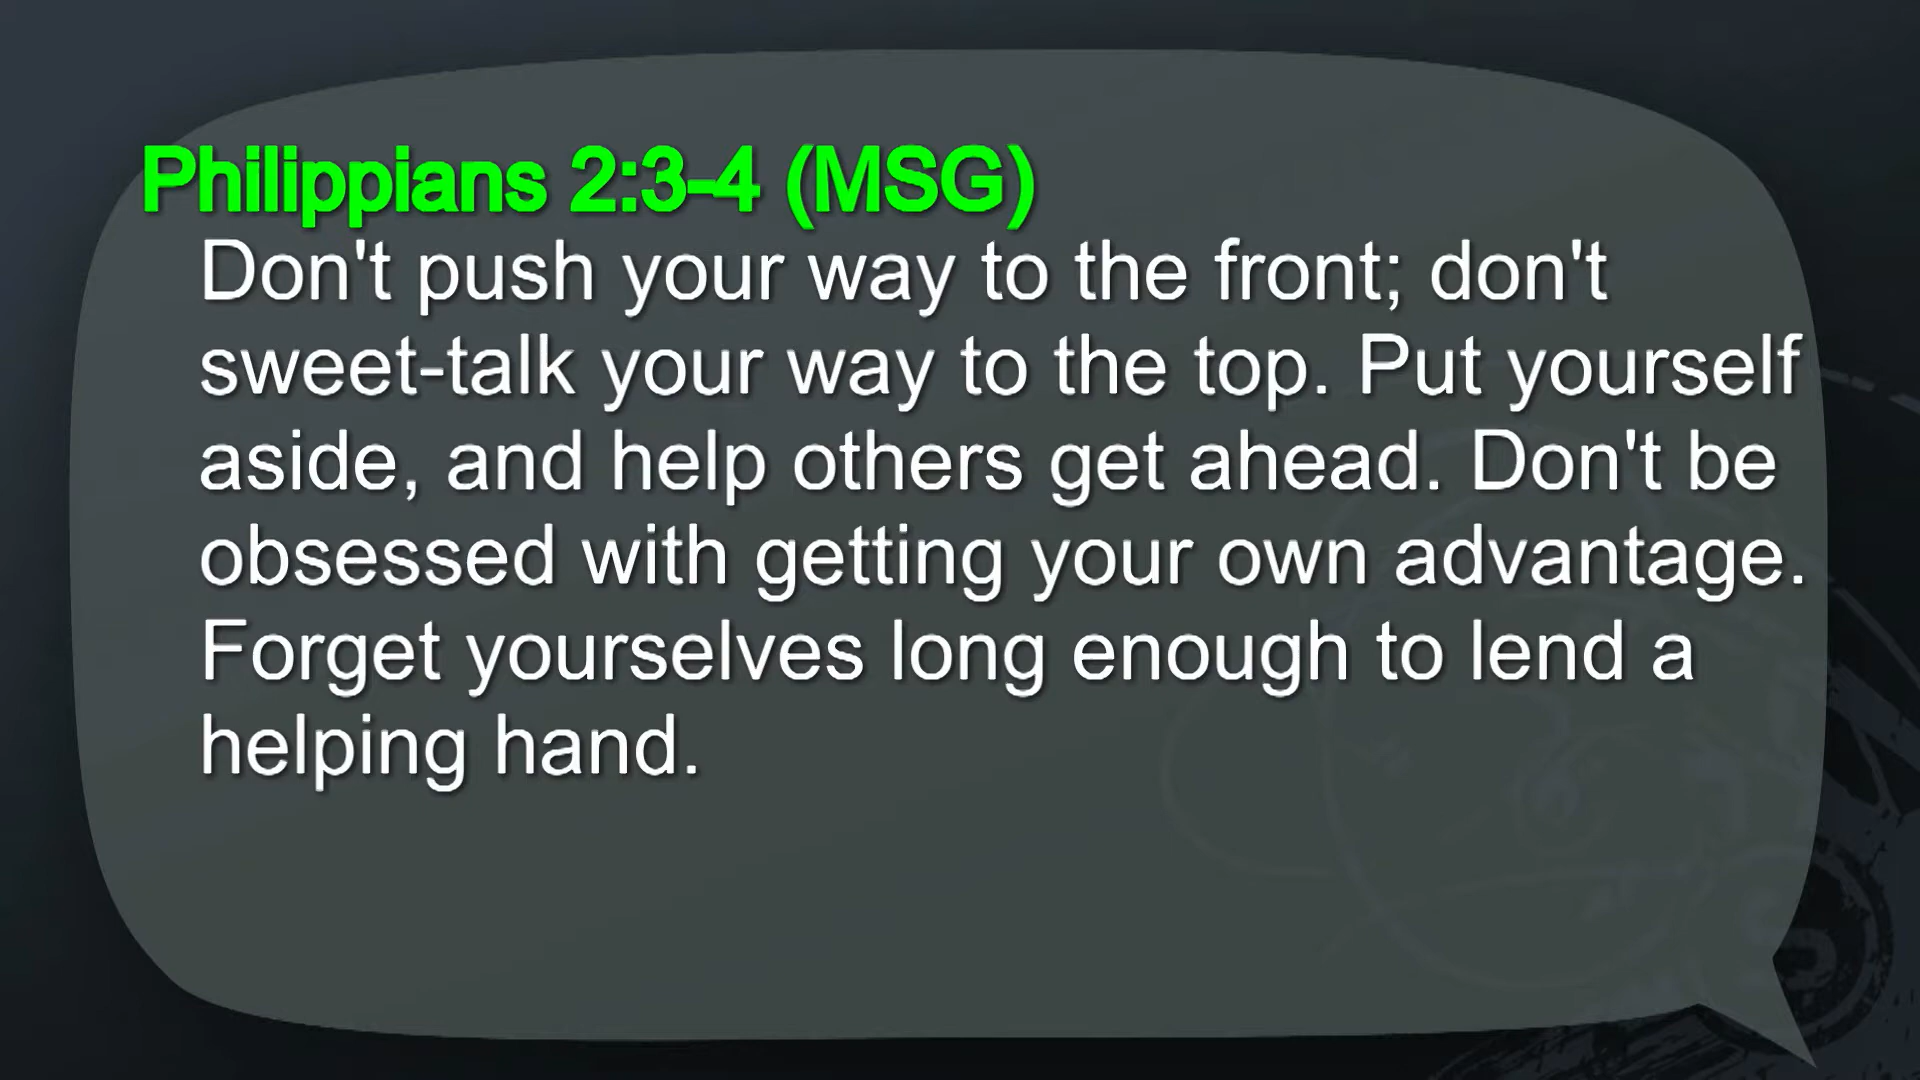 Philippians 2:3-4 (MSG)
Don't push your way to the front; don't
sweet-talk your way to the top. Put yourself
aside, and help others get ahead. Don't be
obsessed with getting your own advantage.
Forget yourselves long enough to lend a
helping hand.